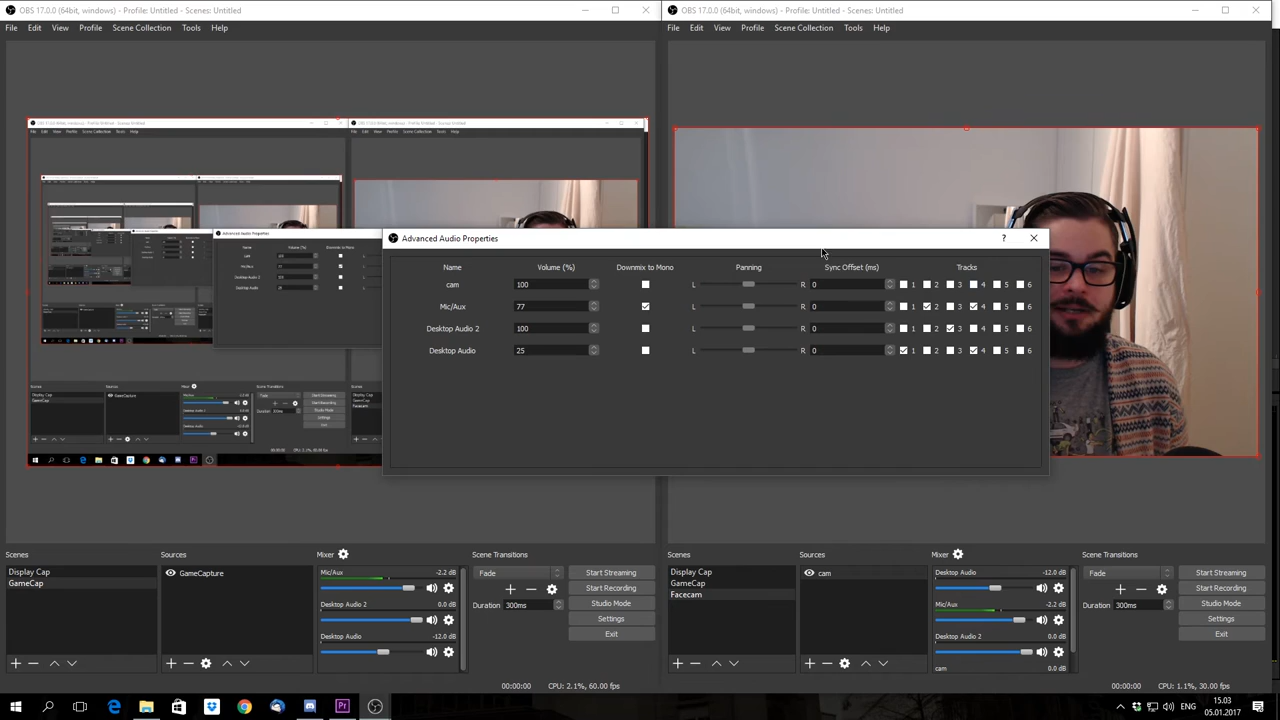 OBS 17.0.0 (64bit, windows) - Profile: Untitled - Scenes: Untitled
File Edit View Profile Scene Collection Tools Help
OBS 17.0.0 (64bit, windows) - Profile: Untitled - Scenes: Untitled
File Edit View Profile Scene Collection Tools Help
Advanced Audio Properties
Name Volume (%) Downmix to Mono Panning Sync Offset (ms) Tracks
cam 100 L R 0 1 2 3 4 5 6
Mic/Aux 77 L R 0 1 2 3 4 5 6
Desktop Audio 2 100 L R 0 1 2 3 4 5 6
Desktop Audio 25 L R 0 1 2 3 4 5 6
Scenes
Display Cap
GameCap
Sources
GameCapture
Mixer
Mic/Aux -2.2 dB
Desktop Audio 2 0.0 dB
Desktop Audio -12.0 dB
Scene Transitions
Fade
Duration 300ms
Start Streaming
Start Recording
Studio Mode
Settings
Exit
00:00:00 CPU: 2.1%, 60.00 fps
Scenes
Display Cap
GameCap
Facecam
Sources
cam
Mixer
Desktop Audio -12.0 dB
Mic/Aux -2.2 dB
Desktop Audio 2 0.0 dB
cam 0.0 dB
Scene Transitions
Fade
Duration 300ms
Start Streaming
Start Recording
Studio Mode
Settings
Exit
00:00:00 CPU: 1.1%, 30.00 fps
ENG
15.03
05.01.2017